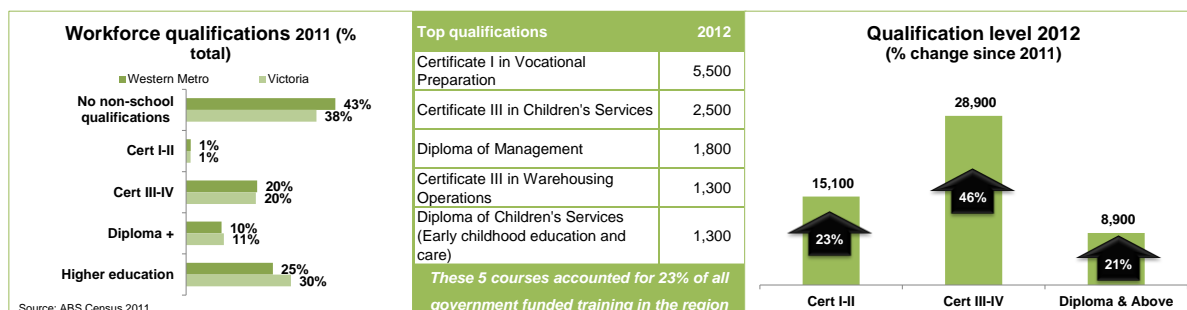 Workforce qualifications 2011 (%
total)
Western Metro Victoria
No non-school
qualifications
43%
38%
Cert I-II
1%
1%
Cert III-IV
20%
20%
Diploma +
10%
11%
Higher education
25%
30%
Source: ABS Census 2011
Top qualifications 2012
Certificate I in Vocational
Preparation
5,500
Certificate III in Children's Services 2,500
Diploma of Management 1,800
Certificate III in Warehousing
Operations
1,300
Diploma of Children's Services
(Early childhood education and
care)
1,300
These 5 courses accounted for 23% of all
government funded training in the region
Qualification level 2012
(% change since 2011)
15,100
23%
Cert I-II
28,900
46%
Cert III-IV
8,900
21%
Diploma & Above